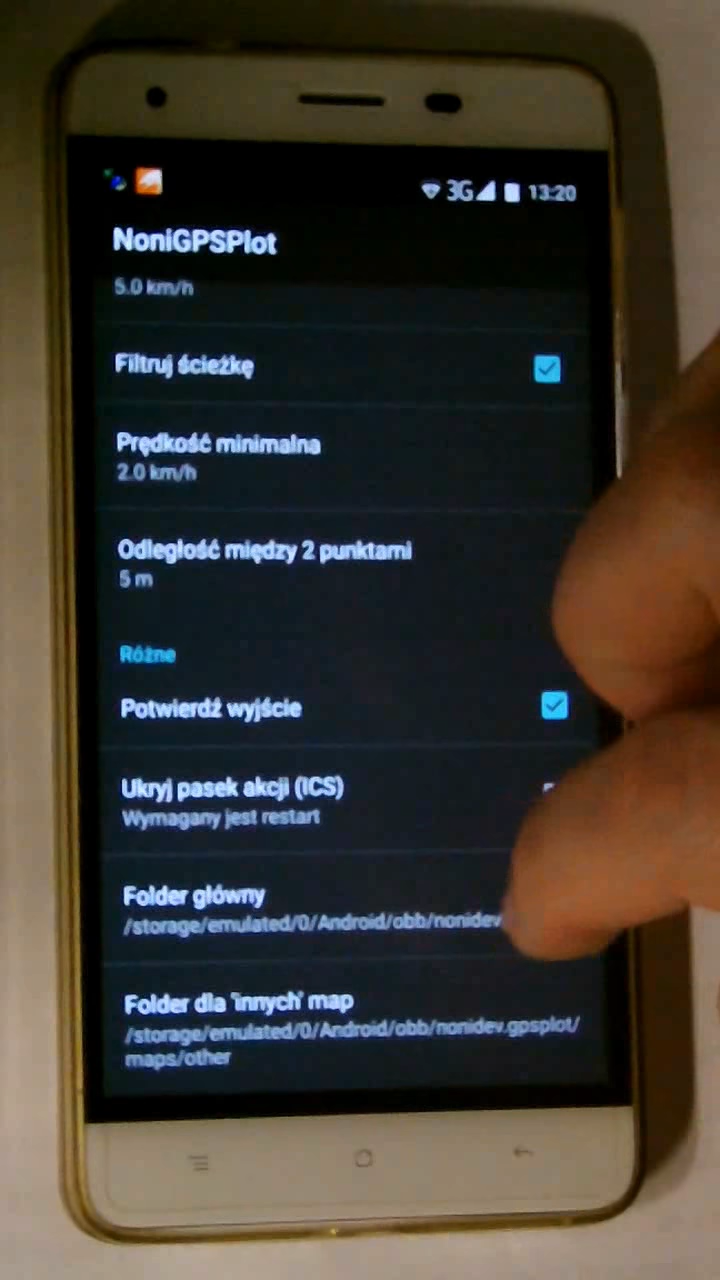 3G 13:20
NoniGPSPlot
5.0 km/h
Filtruj ścieżkę
Prędkość minimalna
2.0 km/h
Odległość między 2 punktami
5 m
Różne
Potwierdź wyjście
Ukryj pasek akcji (ICS)
Wymagany jest restart
Folder główny
/storage/emulated/0/Android/obb/nonidev
Folder dla 'innych' map
/storage/emulated/0/Android/obb/nonidev.gpsplot/
maps/other